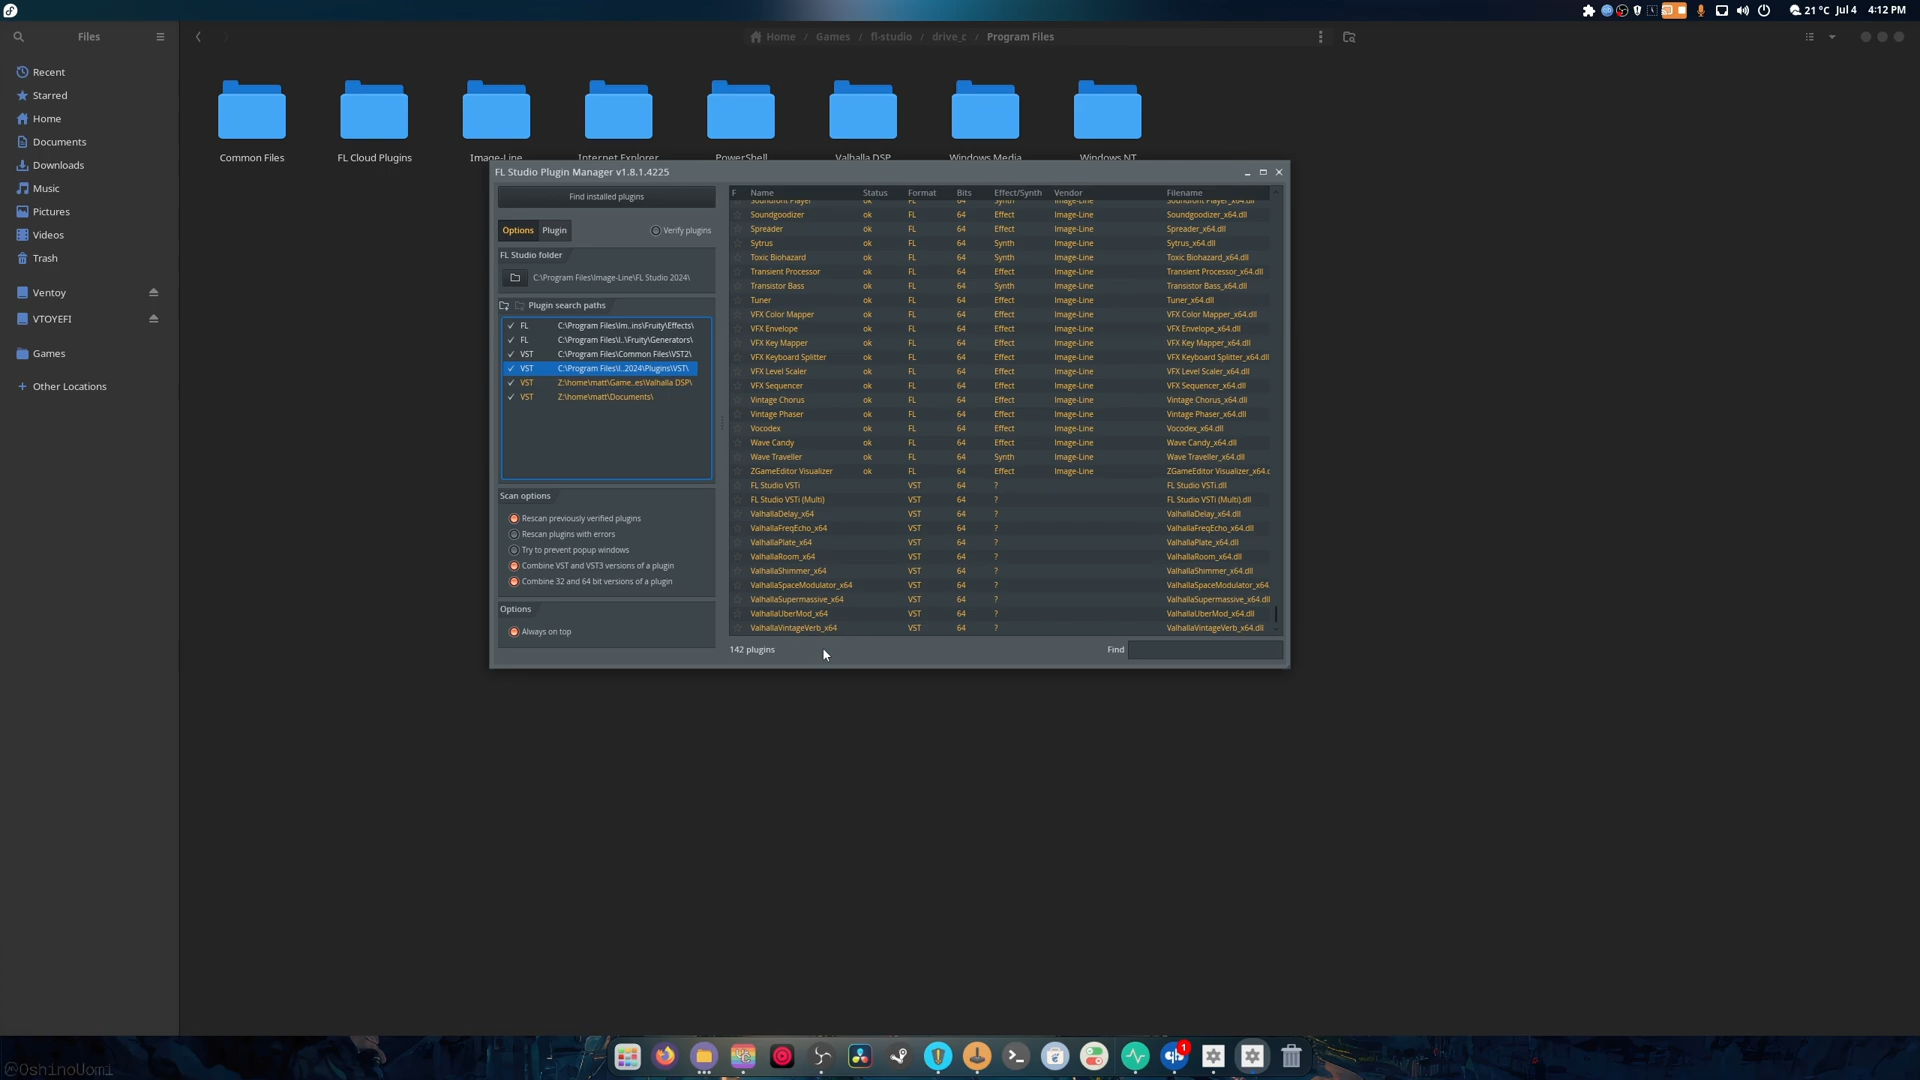 21 °C Jul 4 4:12 PM
Files
Home / Games / fl-studio / drive_c / Program Files
Recent
Starred
Home
Documents
Downloads
Music
Pictures
Videos
Trash
Ventoy
VTOYEFI
Games
+ Other Locations
Common Files
FL Cloud Plugins
Image-Line
Internet Explorer
PowerShell
Valhalla DSP
Windows Media
Windows NT
FL Studio Plugin Manager v1.8.1.4225
Find installed plugins
Options Plugin Verify plugins
FL Studio folder
C:\Program Files\Image-Line\FL Studio 2024\
Plugin search paths
FL C:\Program Files\Im..ins\Fruity\Effects\
FL C:\Program Files\I..\Fruity\Generators\
VST C:\Program Files\Common Files\VST2\
VST C:\Program Files\I..2024\Plugins\VST\
VST Z:\home\matt\Game..es\Valhalla DSP\
VST Z:\home\matt\Documents\
Scan options
Rescan previously verified plugins
Rescan plugins with errors
Try to prevent popup windows
Combine VST and VST3 versions of a plugin
Combine 32 and 64 bit versions of a plugin
Options
Always on top
F Name Status Format Bits Effect/Synth Vendor Filename
Soundfont Player ok FL 64 Synth Image-Line Soundfont Player_x64.dll
Soundgoodizer ok FL 64 Effect Image-Line Soundgoodizer_x64.dll
Spreader ok FL 64 Effect Image-Line Spreader_x64.dll
Sytrus ok FL 64 Synth Image-Line Sytrus_x64.dll
Toxic Biohazard ok FL 64 Synth Image-Line Toxic Biohazard_x64.dll
Transient Processor ok FL 64 Effect Image-Line Transient Processor_x64.dll
Transistor Bass ok FL 64 Synth Image-Line Transistor Bass_x64.dll
Tuner ok FL 64 Effect Image-Line Tuner_x64.dll
VFX Color Mapper ok FL 64 Effect Image-Line VFX Color Mapper_x64.dll
VFX Envelope ok FL 64 Effect Image-Line VFX Envelope_x64.dll
VFX Key Mapper ok FL 64 Effect Image-Line VFX Key Mapper_x64.dll
VFX Keyboard Splitter ok FL 64 Effect Image-Line VFX Keyboard Splitter_x64.dll
VFX Level Scaler ok FL 64 Effect Image-Line VFX Level Scaler_x64.dll
VFX Sequencer ok FL 64 Effect Image-Line VFX Sequencer_x64.dll
Vintage Chorus ok FL 64 Effect Image-Line Vintage Chorus_x64.dll
Vintage Phaser ok FL 64 Effect Image-Line Vintage Phaser_x64.dll
Vocodex ok FL 64 Effect Image-Line Vocodex_x64.dll
Wave Candy ok FL 64 Effect Image-Line Wave Candy_x64.dll
Wave Traveller ok FL 64 Synth Image-Line Wave Traveller_x64.dll
ZGameEditor Visualizer ok FL 64 Effect Image-Line ZGameEditor Visualizer_x64.c
FL Studio VSTi VST 64 ? FL Studio VSTi.dll
FL Studio VSTi (Multi) VST 64 ? FL Studio VSTi (Multi).dll
ValhallaDelay_x64 VST 64 ? ValhallaDelay_x64.dll
ValhallaFreqEcho_x64 VST 64 ? ValhallaFreqEcho_x64.dll
ValhallaPlate_x64 VST 64 ? ValhallaPlate_x64.dll
ValhallaRoom_x64 VST 64 ? ValhallaRoom_x64.dll
ValhallaShimmer_x64 VST 64 ? ValhallaShimmer_x64.dll
ValhallaSpaceModulator_x64 VST 64 ? ValhallaSpaceModulator_x64.
ValhallaSupermassive_x64 VST 64 ? ValhallaSupermassive_x64.dll
ValhallaUberMod_x64 VST 64 ? ValhallaUberMod_x64.dll
ValhallaVintageVerb_x64 VST 64 ? ValhallaVintageVerb_x64.dll
142 plugins Find
1
@OshinoUomi